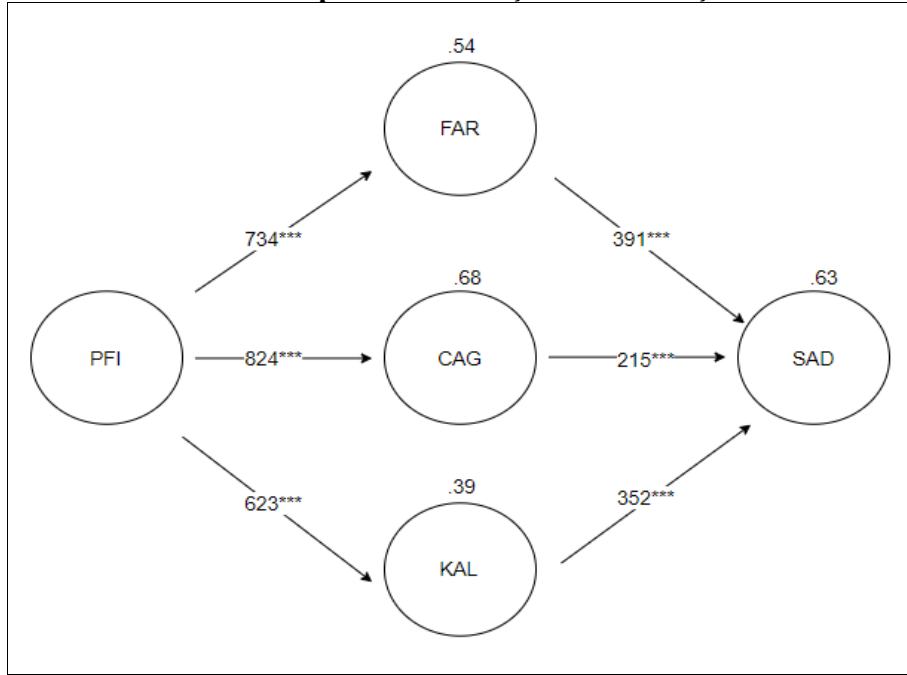 .54
FAR
734***
391***
.68
.63
PFI
824***
CAG
215***
SAD
.39
623***
352***
KAL